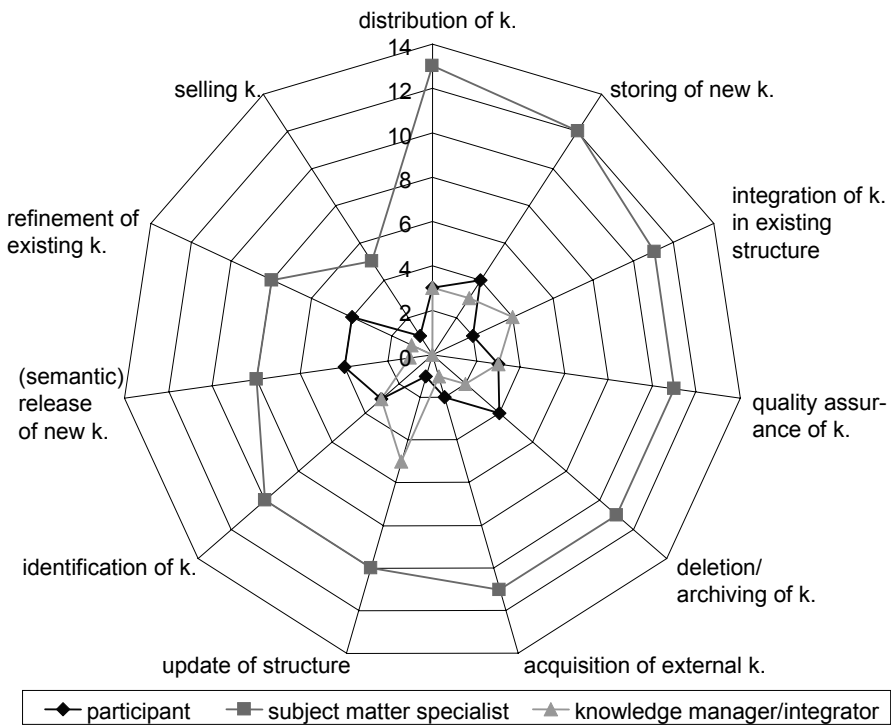 distribution of k.
14
12
10
8
6
4
2
0
storing of new k.
integration of k.
in existing
structure
quality assur-
ance of k.
deletion/
archiving of k.
acquisition of external k.
update of structure
identification of k.
(semantic)
release
of new k.
refinement of
existing k.
selling k.
participant
subject matter specialist
knowledge manager/integrator